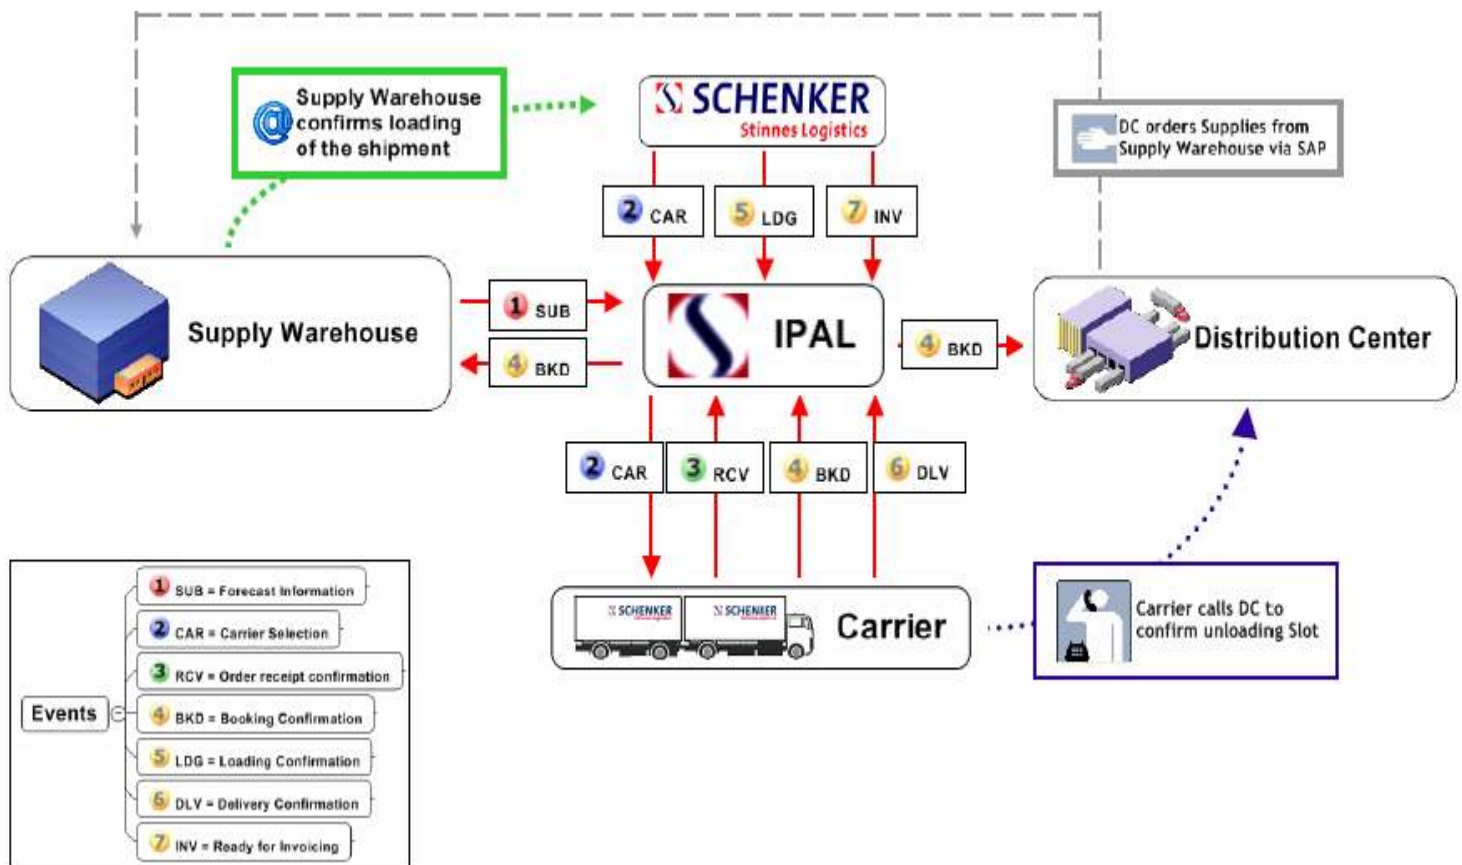 Supply Warehouse
confirms loading
of the shipment
@
SCHENKER
Stinnes Logistics
DC orders Supplies from
Supply Warehouse via SAP
2 CAR
5 LDG
7 INV
Supply Warehouse
1 SUB
4 BKD
IPAL
4 BKD
Distribution Center
2 CAR
3 RCV
4 BKD
6 DLV
SCHENKER
SCHENKER
Carrier
Carrier calls DC to
confirm unloading Slot
Events
1 SUB = Forecast Information
2 CAR = Carrier Selection
3 RCV = Order receipt confirmation
4 BKD = Booking Confirmation
5 LDG = Loading Confirmation
6 DLV = Delivery Confirmation
7 INV = Ready for Invoicing